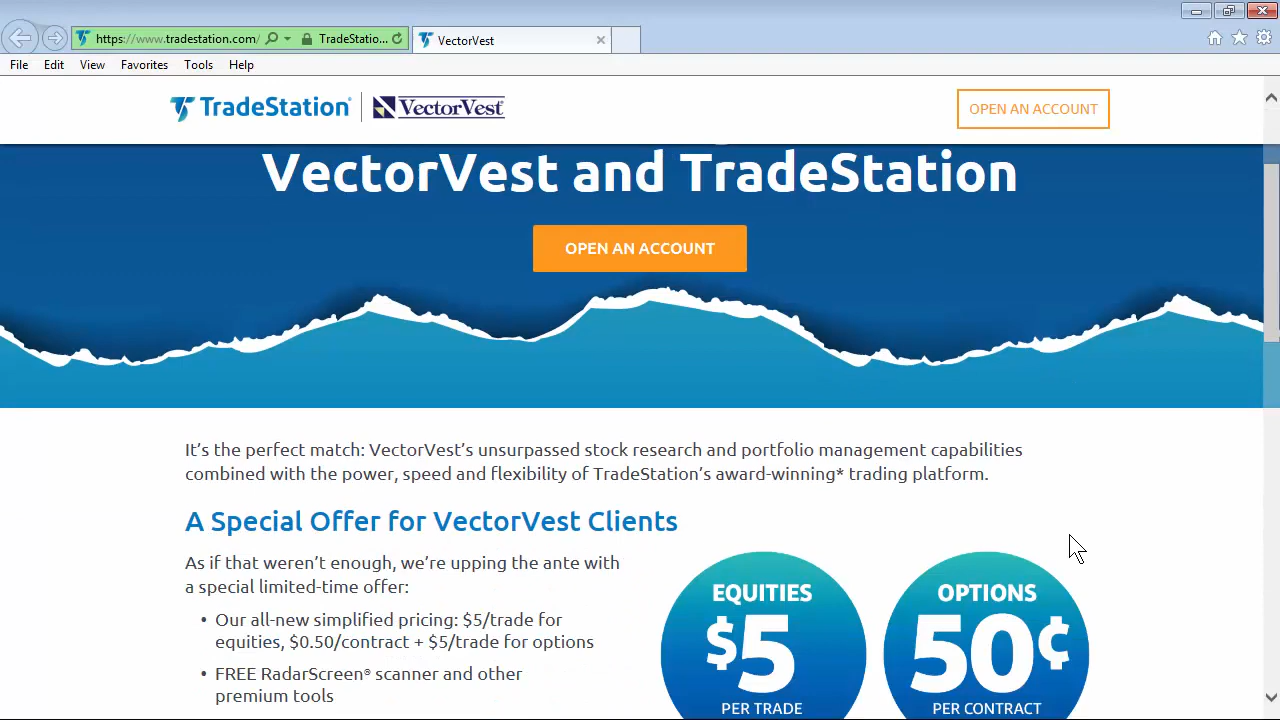 https://www.tradestation.com/
TradeStatio...
VectorVest
File Edit View Favorites Tools Help
TradeStation | VectorVest
OPEN AN ACCOUNT
VectorVest and TradeStation
OPEN AN ACCOUNT
It's the perfect match: VectorVest's unsurpassed stock research and portfolio management capabilities
combined with the power, speed and flexibility of TradeStation's award-winning* trading platform.
A Special Offer for VectorVest Clients
As if that weren't enough, we're upping the ante with
a special limited-time offer:
• Our all-new simplified pricing: $5/trade for
equities, $0.50/contract + $5/trade for options
• FREE RadarScreen® scanner and other
premium tools
EQUITIES
$5
PER TRADE
OPTIONS
50¢
PER CONTRACT